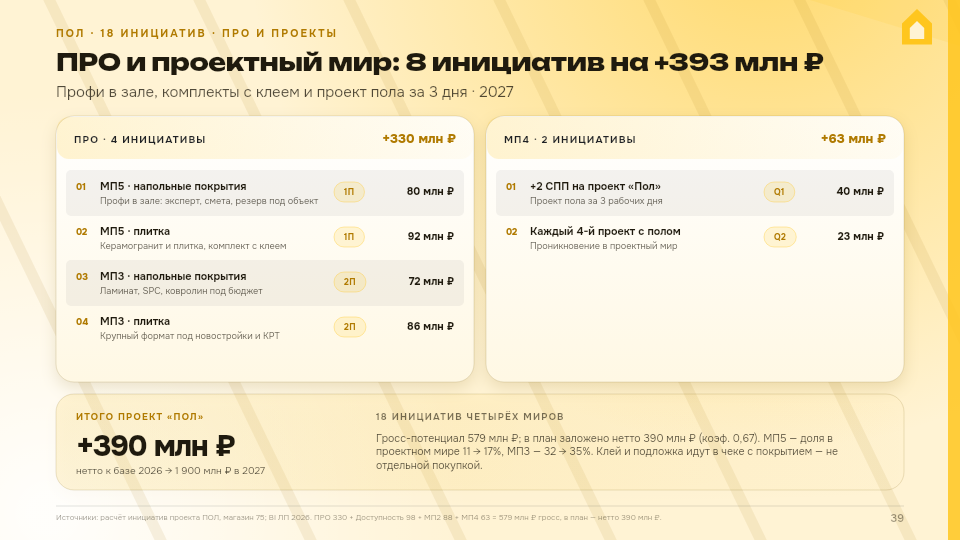 ПОЛ · 18 ИНИЦИАТИВ · ПРО И ПРОЕКТЫ
ПРО и проектный мир: 8 инициатив на +393 млн ₽
Профи в зале, комплекты с клеем и проект пола за 3 дня · 2027
ПРО · 4 ИНИЦИАТИВЫ
+330 млн ₽
01
МП5 · напольные покрытия
Профи в зале: эксперт, смета, резерв под объект
1П
80 млн ₽
02
МП5 · плитка
Керамогранит и плитка, комплект с клеем
1П
92 млн ₽
03
МП3 · напольные покрытия
Ламинат, SPC, ковролин под бюджет
2П
72 млн ₽
04
МП3 · плитка
Крупный формат под новостройки и КРТ
2П
86 млн ₽
МП4 · 2 ИНИЦИАТИВЫ
+63 млн ₽
01
+2 СПП на проект «Пол»
Проект пола за 3 рабочих дня
Q1
40 млн ₽
02
Каждый 4-й проект с полом
Проникновение в проектный мир
Q2
23 млн ₽
ИТОГО ПРОЕКТ «ПОЛ»
+390 млн ₽
нетто к базе 2026 → 1 900 млн ₽ в 2027
18 ИНИЦИАТИВ ЧЕТЫРЁХ МИРОВ
Гросс-потенциал 579 млн ₽; в план заложено нетто 390 млн ₽ (коэф. 0,67). МП5 — доля в
проектном мире 11 → 17%, МП3 — 32 → 35%. Клей и подложка идут в чеке с покрытием — не
отдельной покупкой.
Источники: расчёт инициатив проекта ПОЛ, магазин 75; BI ЛП 2026. ПРО 330 + Доступность 98 + МП2 88 + МП4 63 = 579 млн ₽ гросс, в план — нетто 390 млн ₽.
39